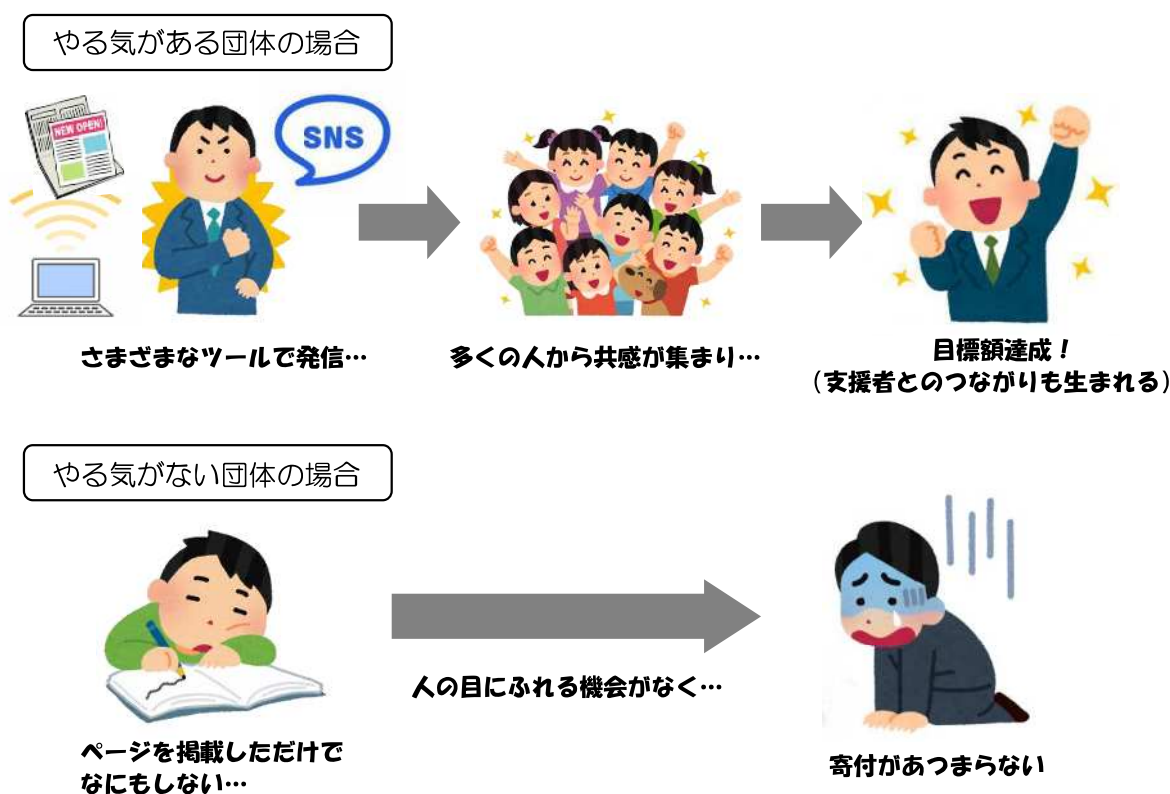 やる気がある団体の場合
NEW OPEN!
SNS
さまざまなツールで発信…
多くの人から共感が集まり…
目標額達成！
（支援者とのつながりも生まれる）
やる気がない団体の場合
人の目にふれる機会がなく…
ページを掲載しただけで
なにもしない…
寄付があつまらない